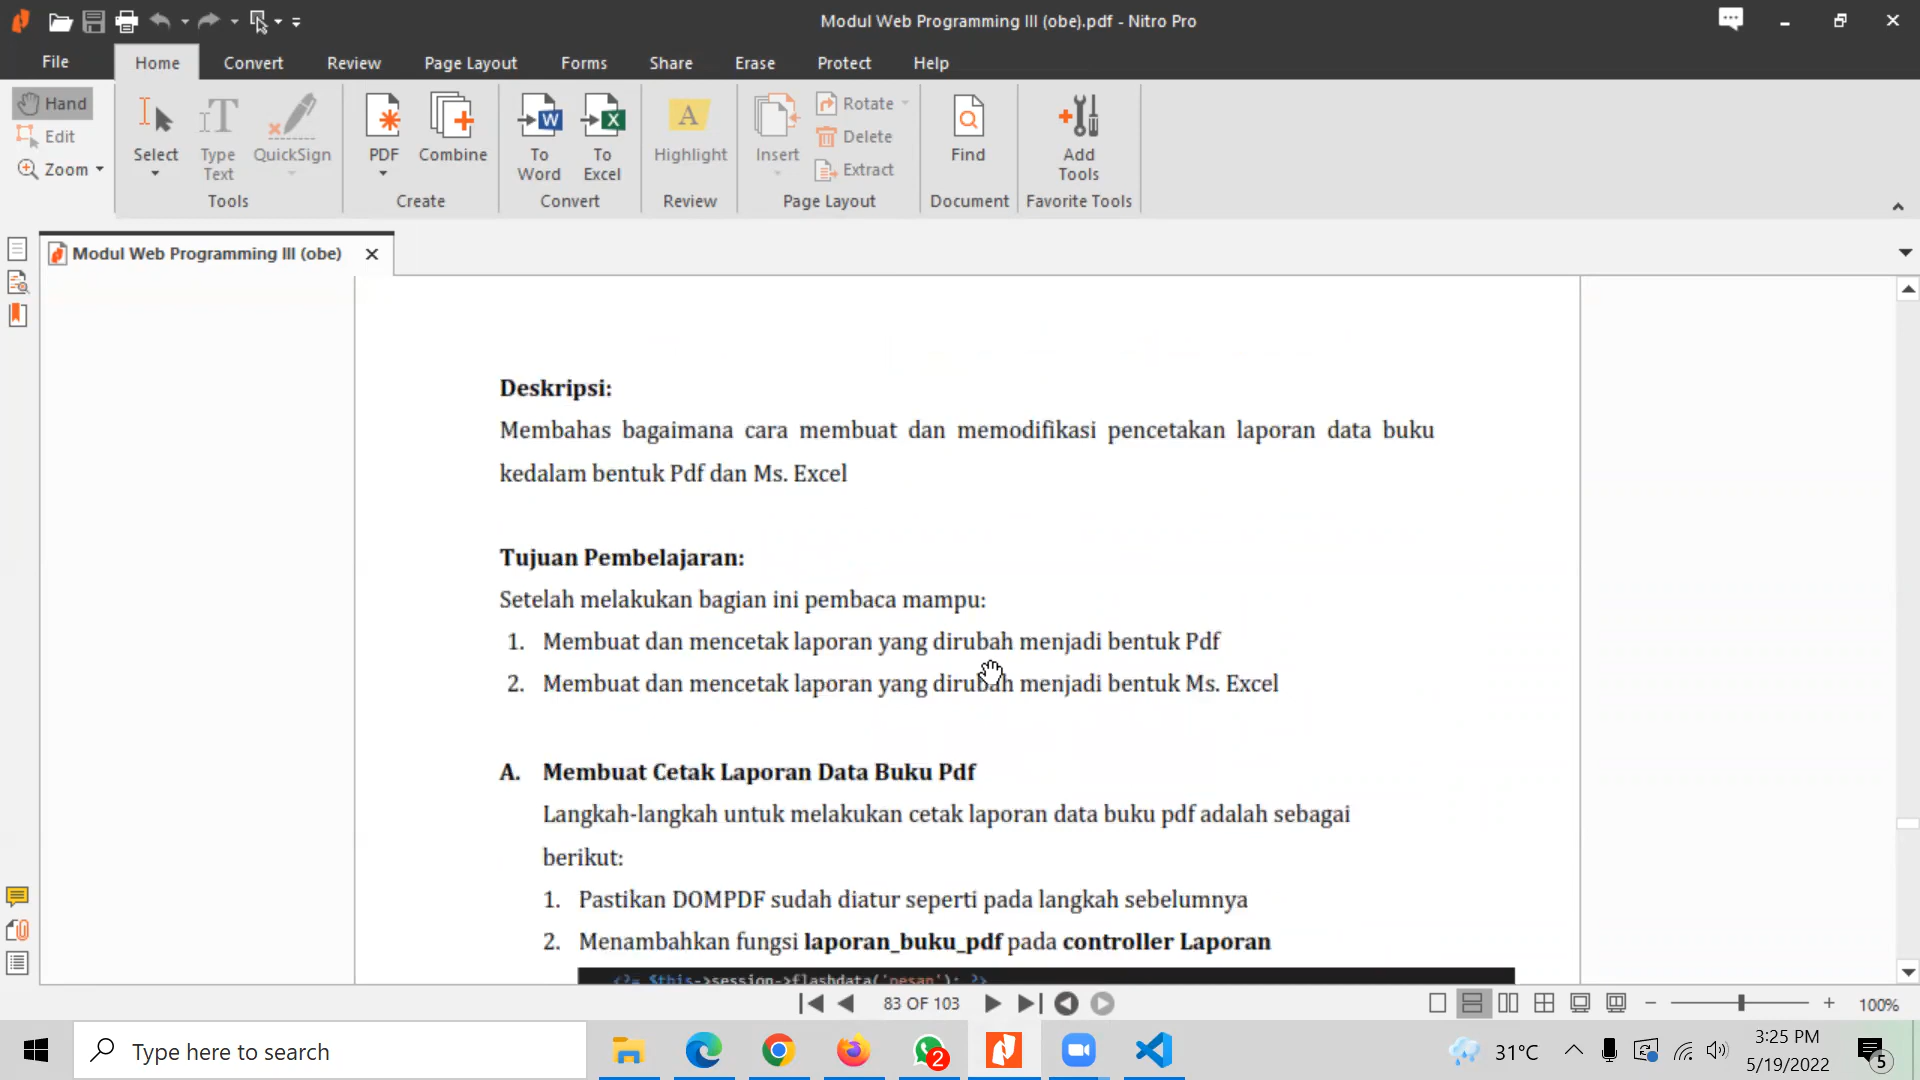 Modul Web Programming III (obe).pdf - Nitro Pro
File Home Convert Review Page Layout Forms Share Erase Protect Help
Hand
Edit
Zoom
Select
Type
Text
QuickSign
Tools
PDF
Combine
Create
To
Word
To
Excel
Convert
A
Highlight
Review
Insert
Rotate
Delete
Extract
Page Layout
Find
Document
Add
Tools
Favorite Tools
Modul Web Programming III (obe)
Deskripsi:
Membahas bagaimana cara membuat dan memodifikasi pencetakan laporan data buku
kedalam bentuk Pdf dan Ms. Excel
Tujuan Pembelajaran:
Setelah melakukan bagian ini pembaca mampu:
1. Membuat dan mencetak laporan yang dirubah menjadi bentuk Pdf
2. Membuat dan mencetak laporan yang dirubah menjadi bentuk Ms. Excel
A. Membuat Cetak Laporan Data Buku Pdf
Langkah-langkah untuk melakukan cetak laporan data buku pdf adalah sebagai
berikut:
1. Pastikan DOMPDF sudah diatur seperti pada langkah sebelumnya
2. Menambahkan fungsi laporan_buku_pdf pada controller Laporan
<?= $this->session->flashdata('pesan'); ?>
83 OF 103
100%
Type here to search
2
31°C
3:25 PM
5/19/2022
5